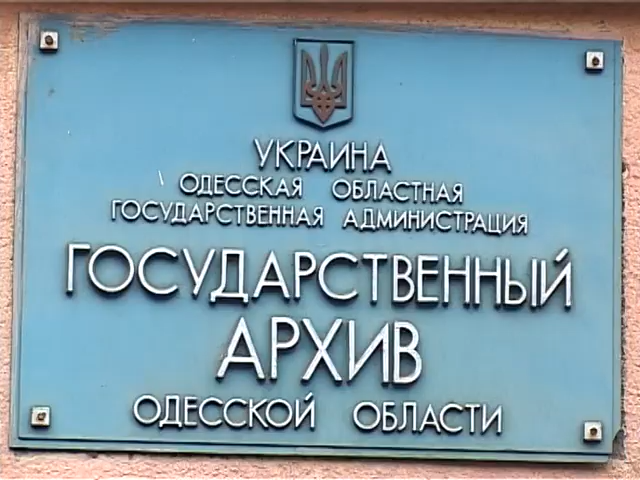 УКРАИНА
ОДЕССКАЯ ОБЛАСТНАЯ
ГОСУДАРСТВЕННАЯ АДМИНИСТРАЦИЯ
ГОСУДАРСТВЕННЫЙ
АРХИВ
ОДЕССКОЙ ОБЛАСТИ